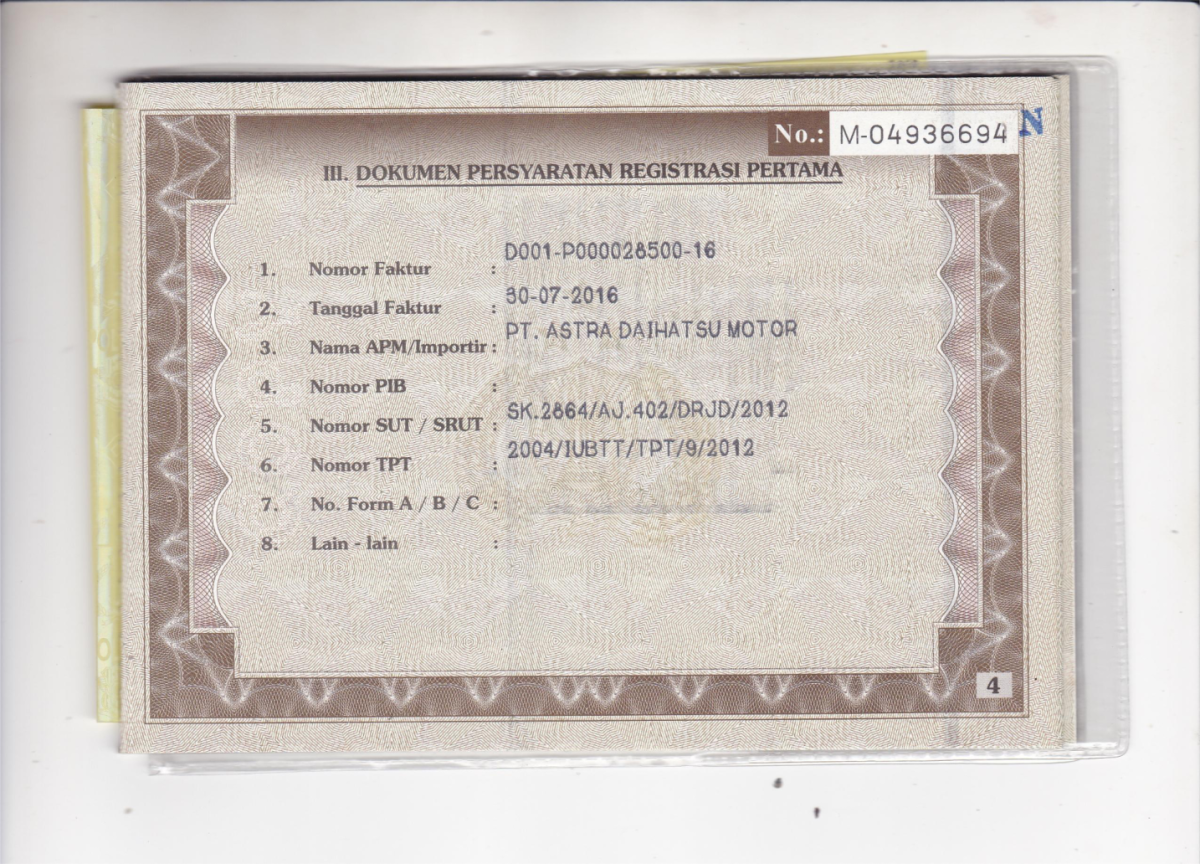 No.: M-04936694 N
III. DOKUMEN PERSYARATAN REGISTRASI PERTAMA
1. Nomor Faktur : D001-P000028500-16
2. Tanggal Faktur : 30-07-2016
3. Nama APM/Importir : PT. ASTRA DAIHATSU MOTOR
4. Nomor PIB :
5. Nomor SUT / SRUT : SK.2864/AJ.402/DRJD/2012
6. Nomor TPT : 2004/IUBTT/TPT/9/2012
7. No. Form A / B / C :
8. Lain - lain :
4